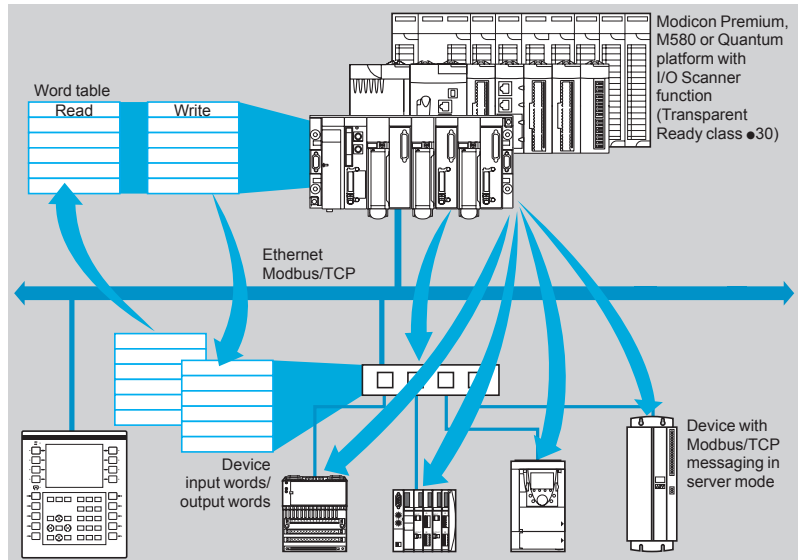 Modicon Premium,
M580 or Quantum
platform with
I/O Scanner
function
(Transparent
Ready class ●30)
Word table
Read
Write
Ethernet
Modbus/TCP
Device
input words/
output words
Device with
Modbus/TCP
messaging in
server mode